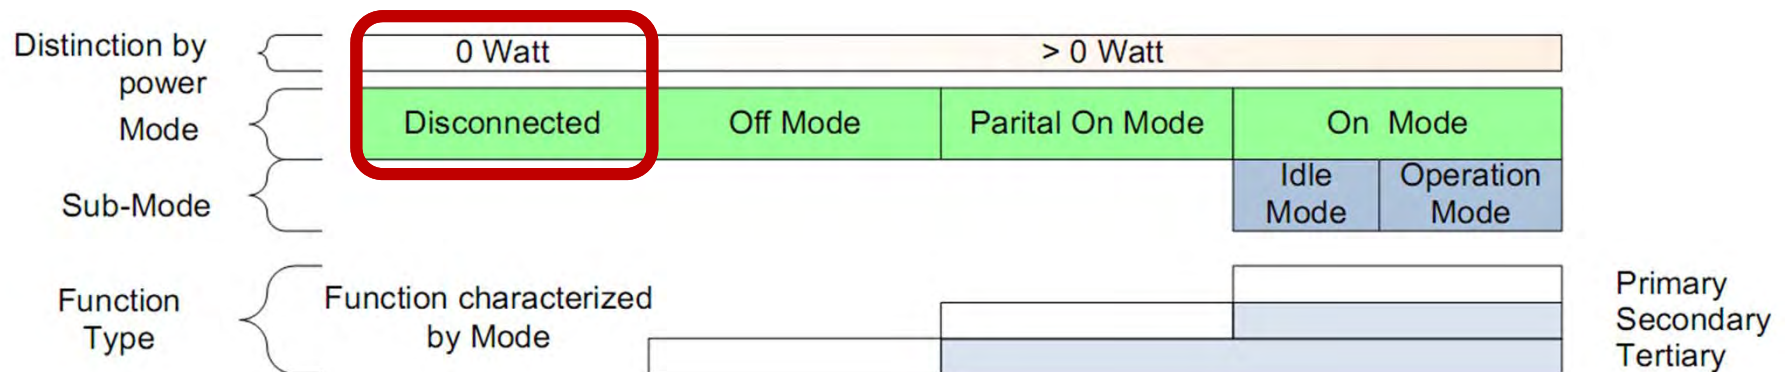 Distinction by
power
0 Watt
> 0 Watt
Mode
Disconnected
Off Mode
Parital On Mode
On Mode
Sub-Mode
Idle
Mode
Operation
Mode
Function
Type
Function characterized
by Mode
Primary
Secondary
Tertiary